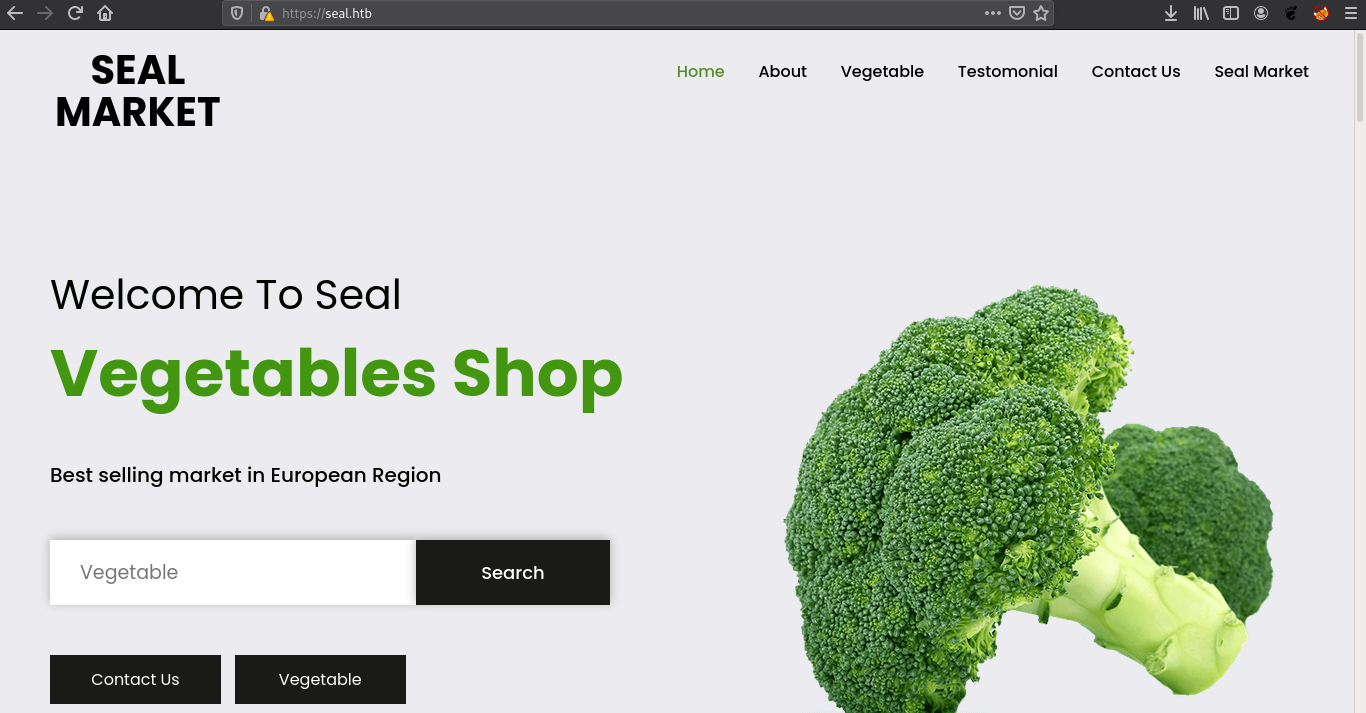 https://seal.htb
SEAL
MARKET
Home About Vegetable Testomonial Contact Us Seal Market
Welcome To Seal
Vegetables Shop
Best selling market in European Region
Vegetable Search
Contact Us Vegetable